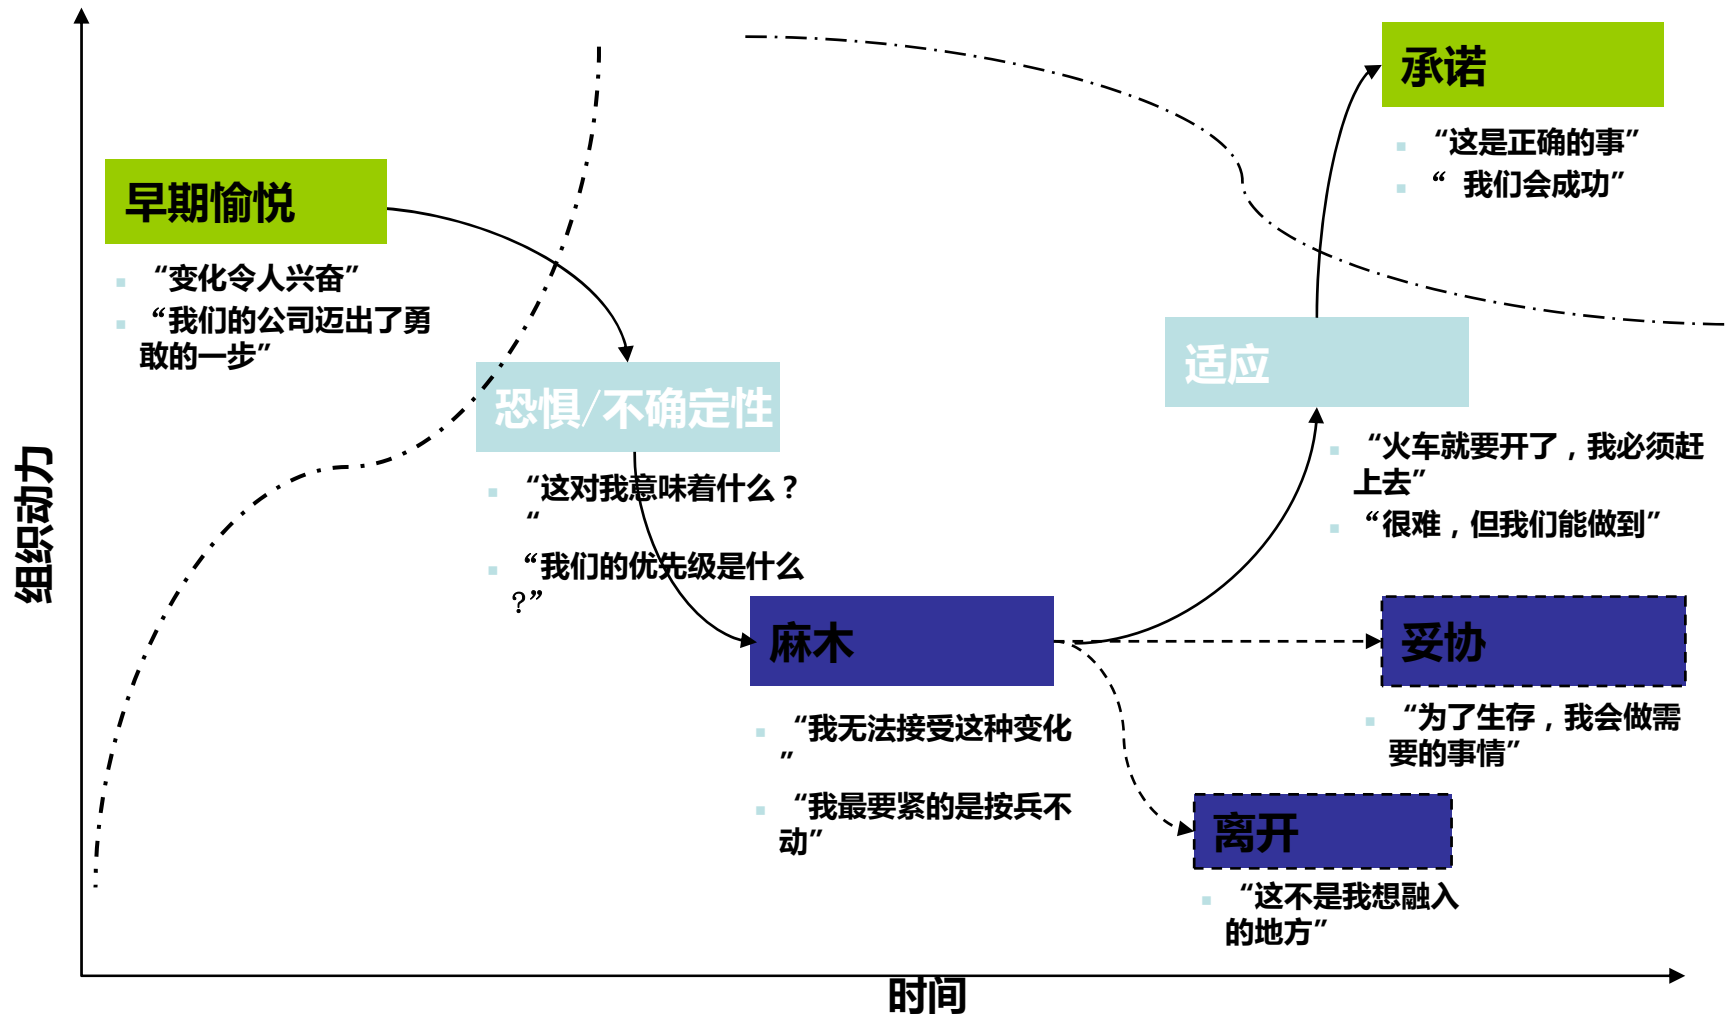 承诺
“这是正确的事”
“ 我们会成功”
早期愉悦
“变化令人兴奋”
“我们的公司迈出了勇
敢的一步”
恐惧/不确定性
“这对我意味着什么？
“
“我们的优先级是什么
?”
适应
“火车就要开了，我必须赶
上去”
“很难，但我们能做到”
麻木
“我无法接受这种变化
”
“我最要紧的是按兵不
动”
妥协
“为了生存，我会做需
要的事情”
离开
“这不是我想融入
的地方”
组织动力
时间